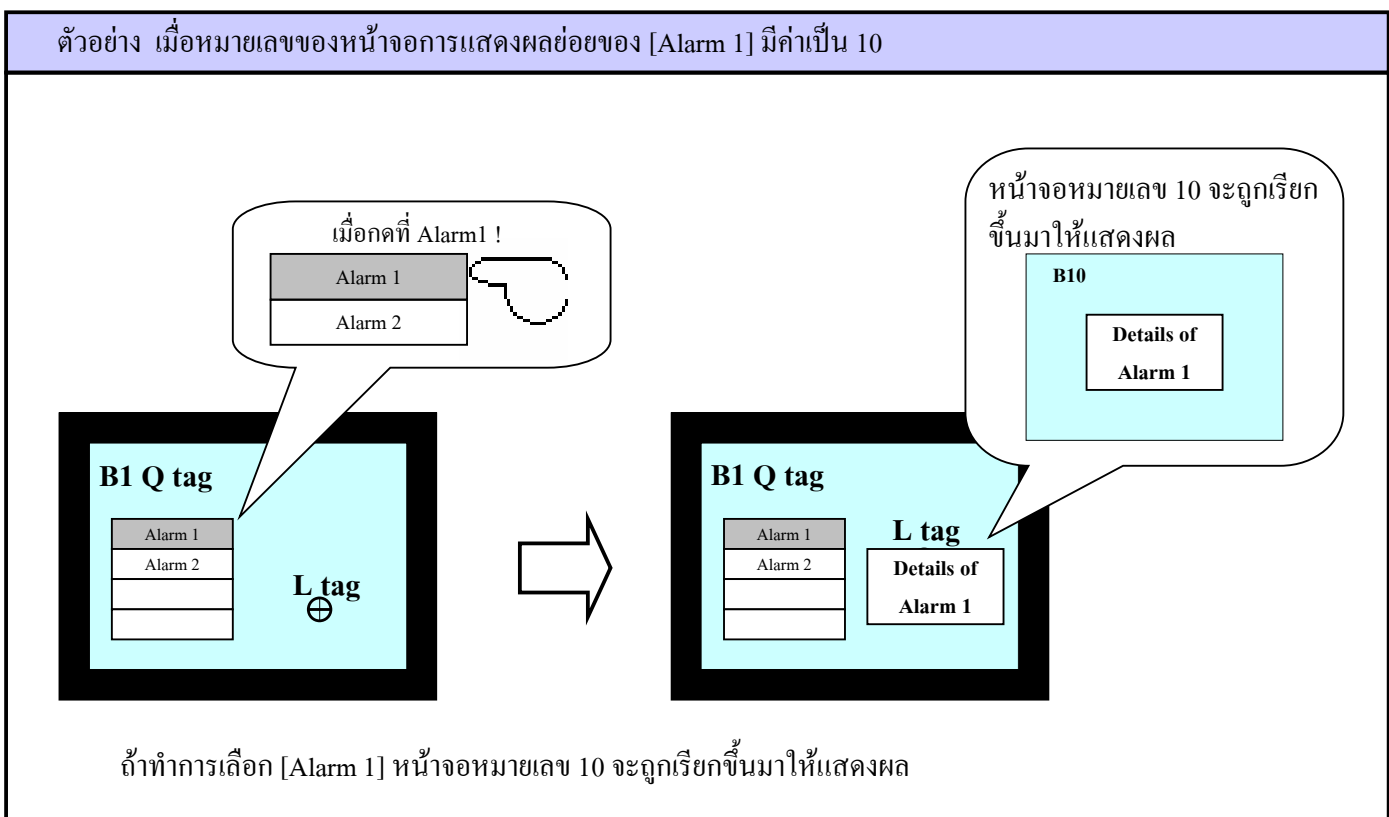 ตัวอย่าง เมื่อหมายเลขของหน้าจอการแสดงผลย่อยของ [Alarm 1] มีค่าเป็น 10
เมื่อกดที่ Alarm1 !
Alarm 1
Alarm 2
หน้าจอหมายเลข 10 จะถูกเรียก
ขึ้นมาให้แสดงผล
B10
Details of
Alarm 1
B1 Q tag
Alarm 1
Alarm 2
L tag
B1 Q tag
Alarm 1
Alarm 2
L tag
Details of
Alarm 1
ถ้าทำการเลือก [Alarm 1] หน้าจอหมายเลข 10 จะถูกเรียกขึ้นมาให้แสดงผล